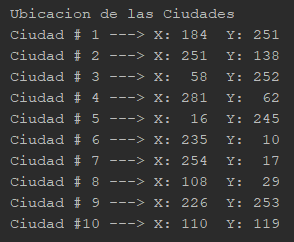 Ubicacion de las Ciudades
Ciudad # 1 ---> X: 184  Y: 251
Ciudad # 2 ---> X: 251  Y: 138
Ciudad # 3 ---> X:  58  Y: 252
Ciudad # 4 ---> X: 281  Y:  62
Ciudad # 5 ---> X:  16  Y: 245
Ciudad # 6 ---> X: 235  Y:  10
Ciudad # 7 ---> X: 254  Y:  17
Ciudad # 8 ---> X: 108  Y:  29
Ciudad # 9 ---> X: 226  Y: 253
Ciudad #10 ---> X: 110  Y: 119